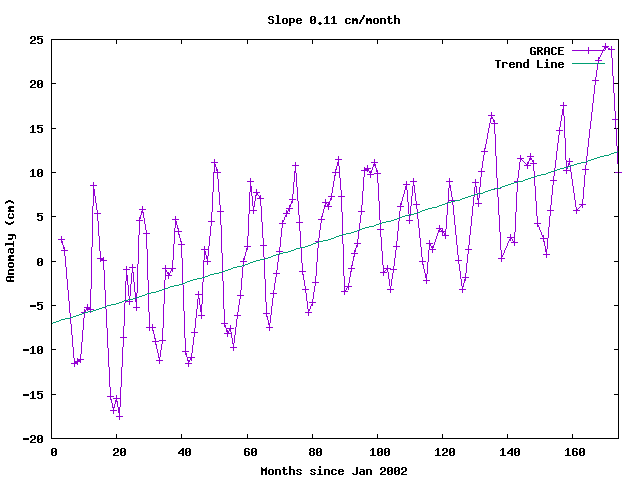 Slope 0.11 cm/month
GRACE
Trend Line
25
20
15
10
5
0
-5
-10
-15
-20
Anomaly (cm)
0 20 40 60 80 100 120 140 160
Months since Jan 2002